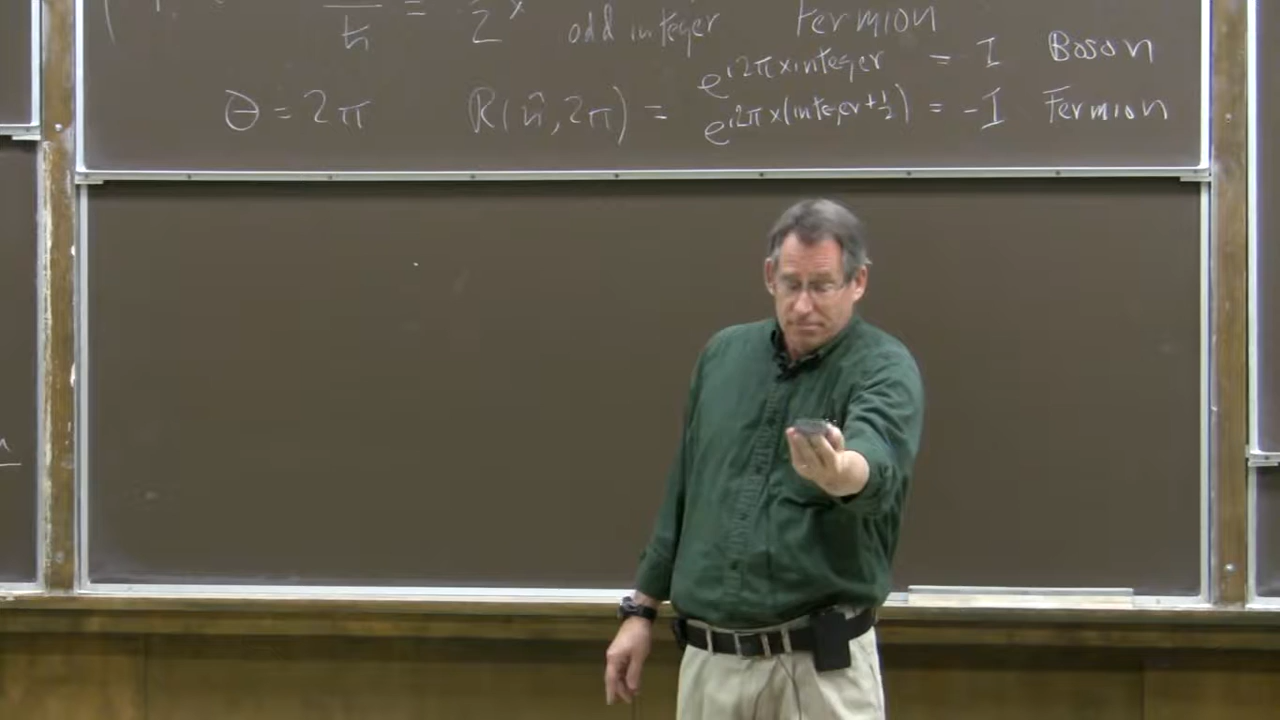 ħ = 2 x odd integer Fermion
e^{i2π x integer} = I Boson
θ = 2π R(n̂, 2π) =
e^{i2π x (integer + 1/2)} = -I Fermion